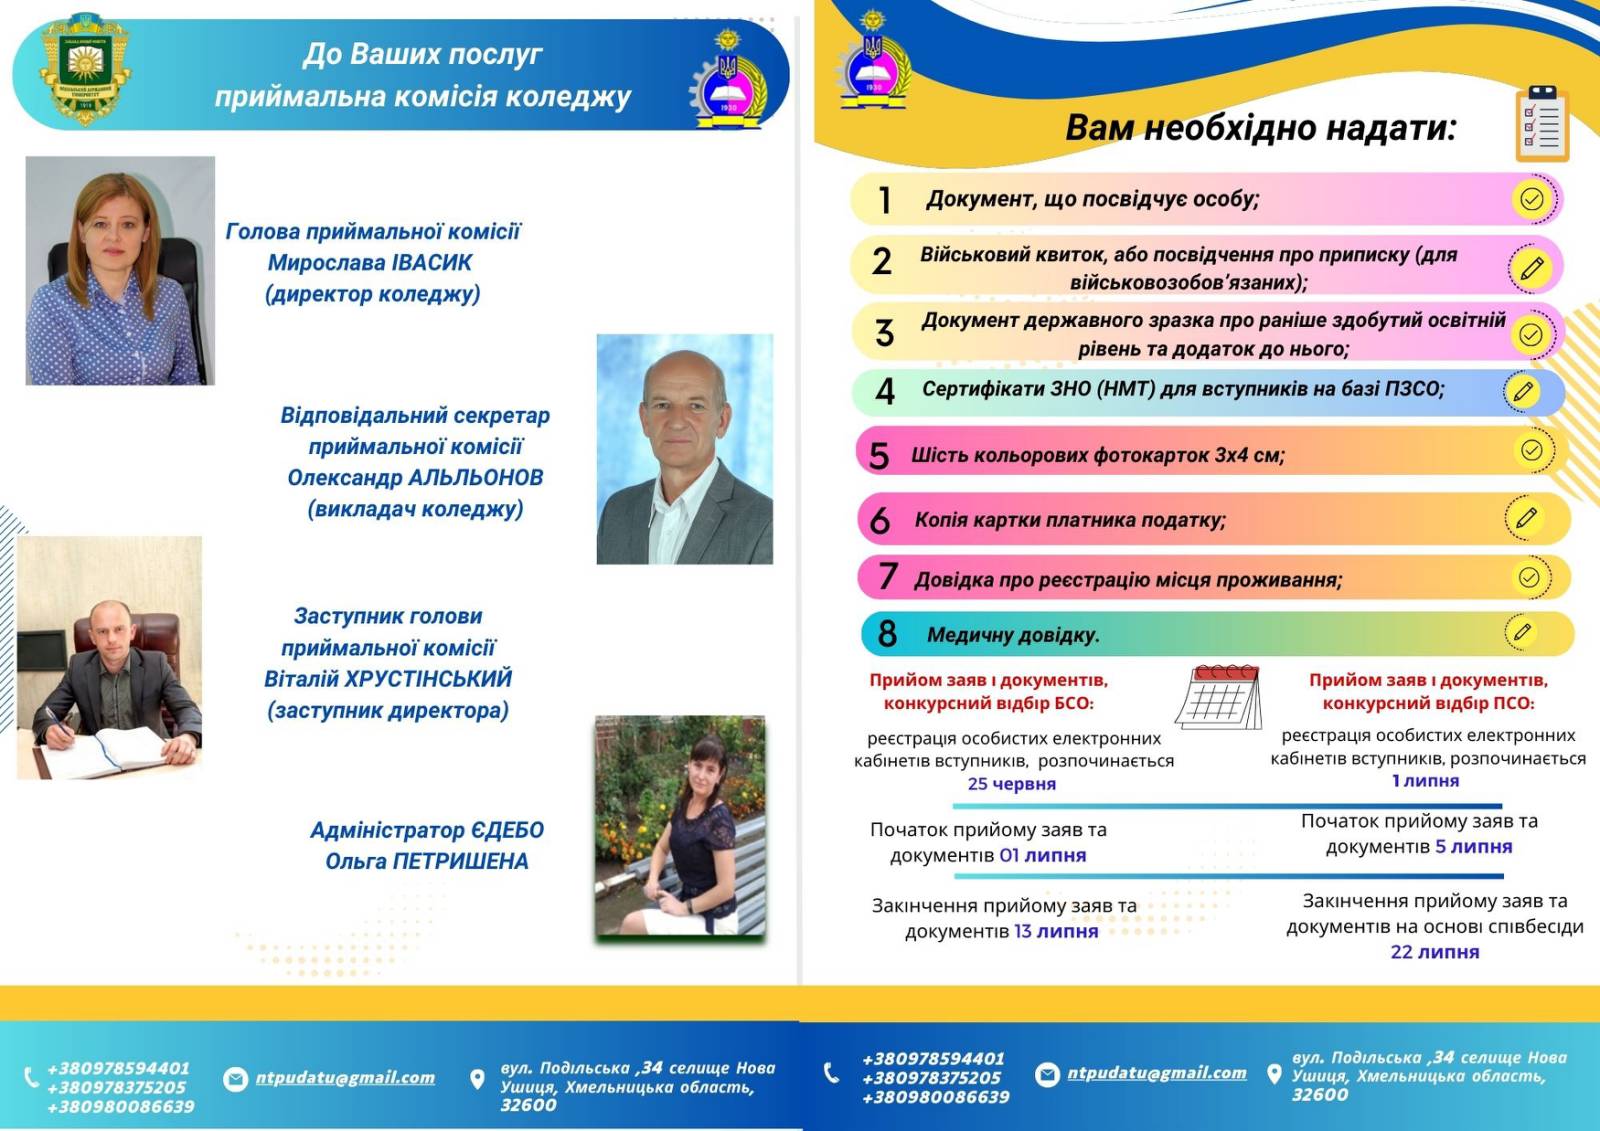 До Ваших послуг
приймальна комісія коледжу
Голова приймальної комісії
Мирослава ІВАСИК
(директор коледжу)
Відповідальний секретар
приймальної комісії
Олександр АЛЬЛЬОНОВ
(викладач коледжу)
Заступник голови
приймальної комісії
Віталій ХРУСТІНСЬКИЙ
(заступник директора)
Адміністратор ЄДЕБО
Ольга ПЕТРИШЕНА
+380978594401
+380978375205
+380980086639
ntpudatu@gmail.com
вул. Подільська ,34 селище Нова
Ушиця, Хмельницька область,
32600
1930
Вам необхідно надати:
1 Документ, що посвідчує особу;
2 Військовий квиток, або посвідчення про приписку (для
військовозобов’язаних);
3 Документ державного зразка про раніше здобутий освітній
рівень та додаток до нього;
4 Сертифікати ЗНО (НМТ) для вступників на базі ПЗСО;
5 Шість кольорових фотокарток 3х4 см;
6 Копія картки платника податку;
7 Довідка про реєстрацію місця проживання;
8 Медичну довідку.
Прийом заяв і документів,
конкурсний відбір БСО:
реєстрація особистих електронних
кабінетів вступників, розпочинається
25 червня
Початок прийому заяв та
документів 01 липня
Закінчення прийому заяв та
документів 13 липня
Прийом заяв і документів,
конкурсний відбір ПСО:
реєстрація особистих електронних
кабінетів вступників, розпочинається
1 липня
Початок прийому заяв та
документів 5 липня
Закінчення прийому заяв та
документів на основі співбесіди
22 липня
+380978594401
+380978375205
+380980086639
ntpudatu@gmail.com
вул. Подільська ,34 селище Нова
Ушиця, Хмельницька область,
32600
1930